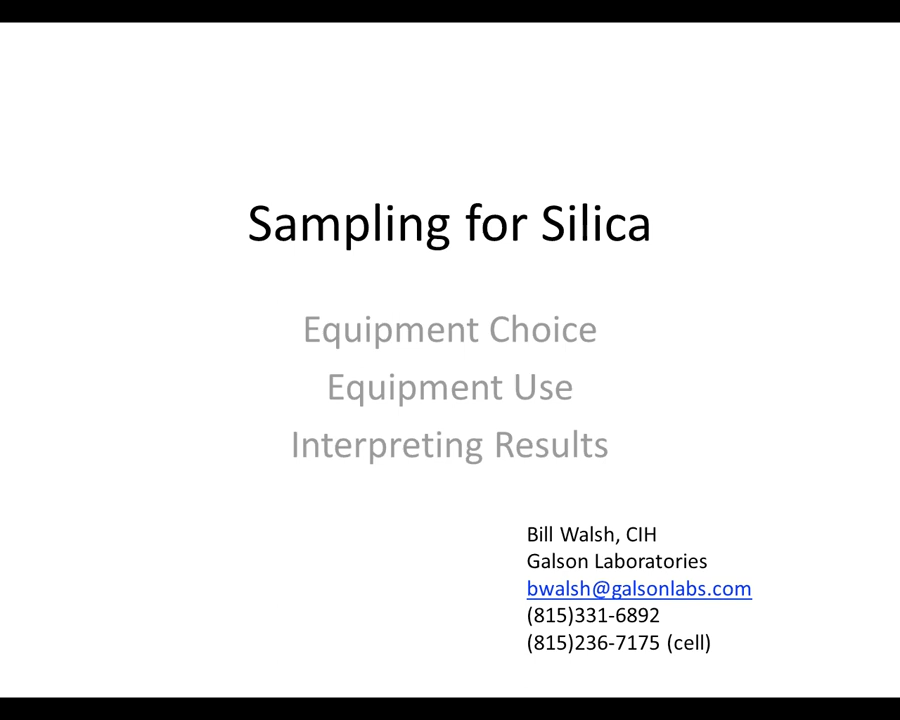 Sampling for Silica
Equipment Choice
Equipment Use
Interpreting Results
Bill Walsh, CIH
Galson Laboratories
bwalsh@galsonlabs.com
(815)331-6892
(815)236-7175 (cell)